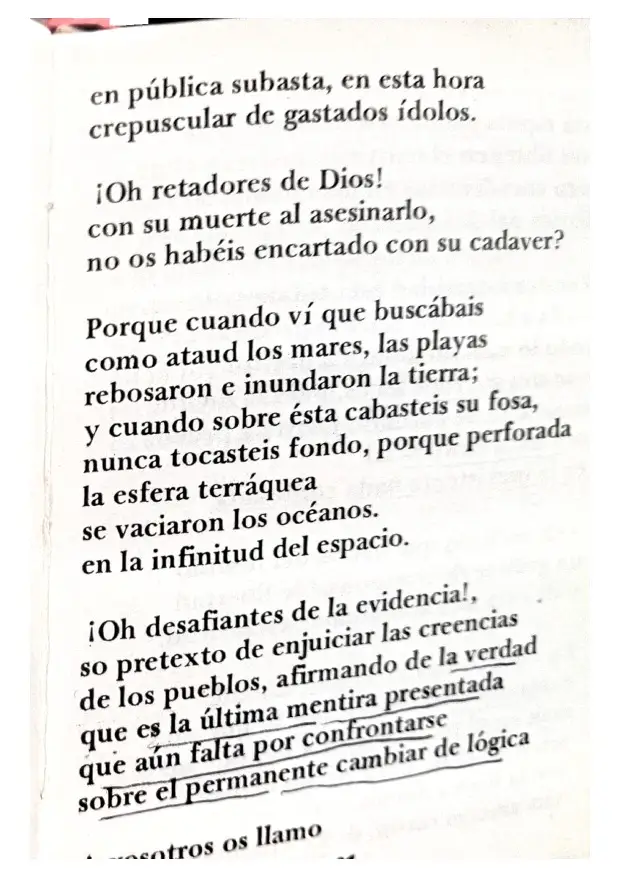 en pública subasta, en esta hora
crepuscular de gastados ídolos.
¡Oh retadores de Dios!
con su muerte al asesinarlo,
no os habéis encartado con su cadaver?
Porque cuando ví que buscábais
como ataud los mares, las playas
rebosaron e inundaron la tierra;
y cuando sobre ésta cabasteis su fosa,
nunca tocasteis fondo, porque perforada
la esfera terráquea
se vaciaron los océanos.
en la infinitud del espacio.
¡Oh desafiantes de la evidencia!,
so pretexto de enjuiciar las creencias
de los pueblos, afirmando de la verdad
que es la última mentira presentada
que aún falta por confrontarse
sobre el permanente cambiar de lógica
os llamo